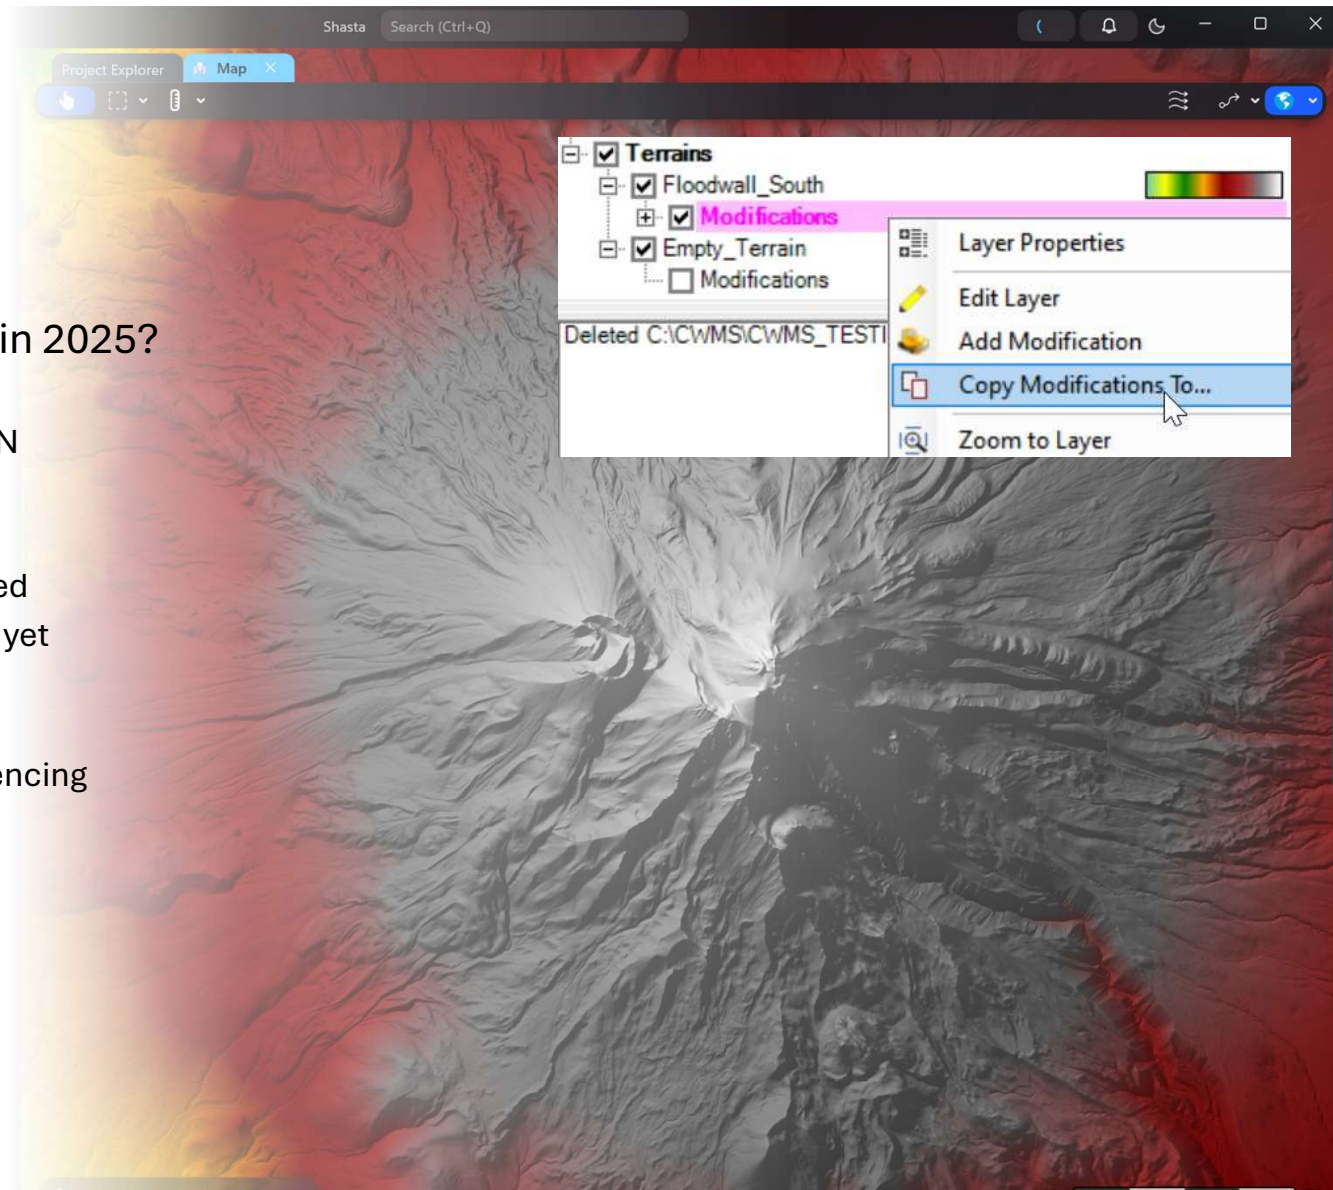 Shasta Search (Ctrl+Q)
Project Explorer Map
Terrains
Floodwall_South
Modifications
Empty_Terrain
Modifications
Deleted C:\CWMS\CWMS_TESTI
Layer Properties
Edit Layer
Add Modification
Copy Modifications To...
Zoom to Layer
in 2025?
N
ed
yet
encing